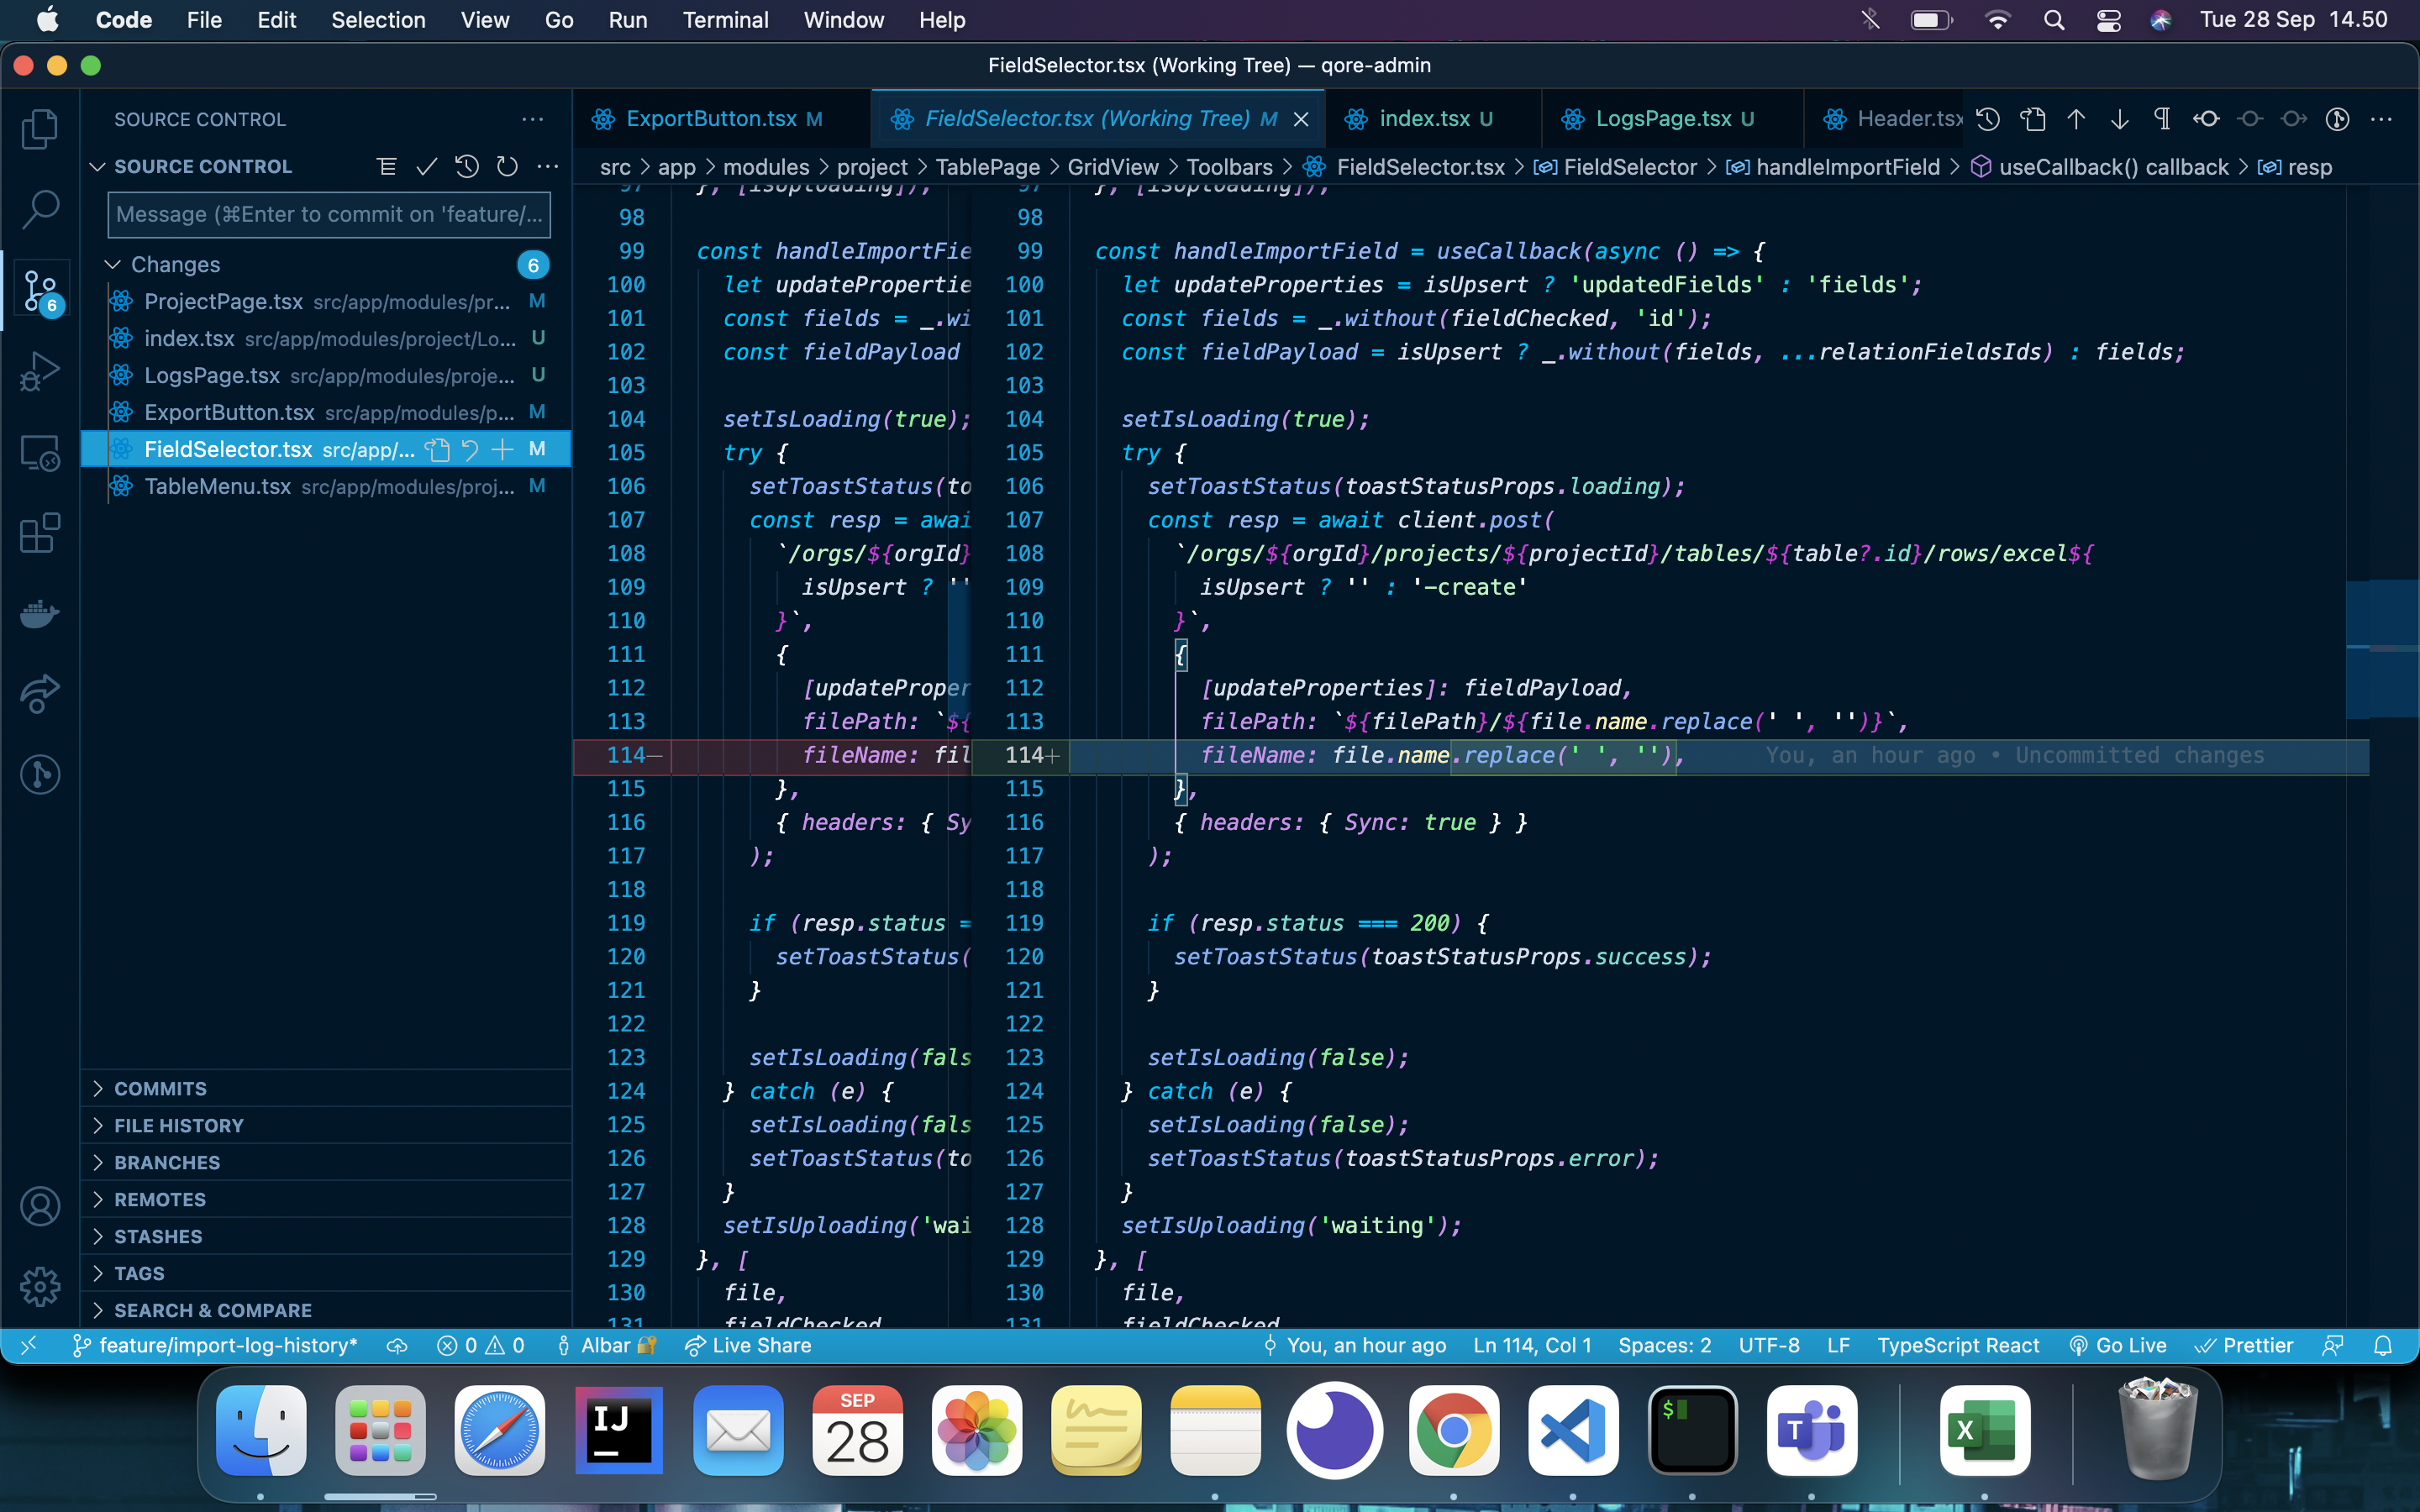 Code File Edit Selection View Go Run Terminal Window Help Tue 28 Sep 14.50
FieldSelector.tsx (Working Tree) — qore-admin
SOURCE CONTROL
ExportButton.tsx M
FieldSelector.tsx (Working Tree) M
index.tsx U
LogsPage.tsx U
Header.tsx
SOURCE CONTROL
src > app > modules > project > TablePage > GridView > Toolbars > FieldSelector.tsx > FieldSelector > handleImportField > useCallback() callback > resp
Message (⌘Enter to commit on 'feature/...
Changes 6
6
ProjectPage.tsx src/app/modules/pr... M
index.tsx src/app/modules/project/Lo... U
LogsPage.tsx src/app/modules/proje... U
ExportButton.tsx src/app/modules/p... M
FieldSelector.tsx src/app/... M
TableMenu.tsx src/app/modules/proj... M
COMMITS
FILE HISTORY
BRANCHES
REMOTES
STASHES
TAGS
SEARCH & COMPARE
97 }, [isUploading]);
98
99 const handleImportFie
100 let updatePropertie
101 const fields = _.wi
102 const fieldPayload
103
104 setIsLoading(true);
105 try {
106 setToastStatus(to
107 const resp = awai
108 `/orgs/${orgId}
109 isUpsert ? ''
110 }`,
111 {
112 [updateProper
113 filePath: `${
114— fileName: fil
115 },
116 { headers: { Sy
117 );
118
119 if (resp.status =
120 setToastStatus(
121 }
122
123 setIsLoading(fals
124 } catch (e) {
125 setIsLoading(fals
126 setToastStatus(to
127 }
128 setIsUploading('wai
129 }, [
130 file,
131 fieldChecked
97 }, [isUploading]);
98
99 const handleImportField = useCallback(async () => {
100 let updateProperties = isUpsert ? 'updatedFields' : 'fields';
101 const fields = _.without(fieldChecked, 'id');
102 const fieldPayload = isUpsert ? _.without(fields, ...relationFieldsIds) : fields;
103
104 setIsLoading(true);
105 try {
106 setToastStatus(toastStatusProps.loading);
107 const resp = await client.post(
108 `/orgs/${orgId}/projects/${projectId}/tables/${table?.id}/rows/excel${
109 isUpsert ? '' : '-create'
110 }`,
111 {
112 [updateProperties]: fieldPayload,
113 filePath: `${filePath}/${file.name.replace(' ', '')}`,
114+ fileName: file.name.replace(' ', ''), You, an hour ago • Uncommitted changes
115 },
116 { headers: { Sync: true } }
117 );
118
119 if (resp.status === 200) {
120 setToastStatus(toastStatusProps.success);
121 }
122
123 setIsLoading(false);
124 } catch (e) {
125 setIsLoading(false);
126 setToastStatus(toastStatusProps.error);
127 }
128 setIsUploading('waiting');
129 }, [
130 file,
131 fieldChecked
feature/import-log-history* 0 0 Albar Live Share You, an hour ago Ln 114, Col 1 Spaces: 2 UTF-8 LF TypeScript React Go Live Prettier
IJ
SEP
28
$
T
X